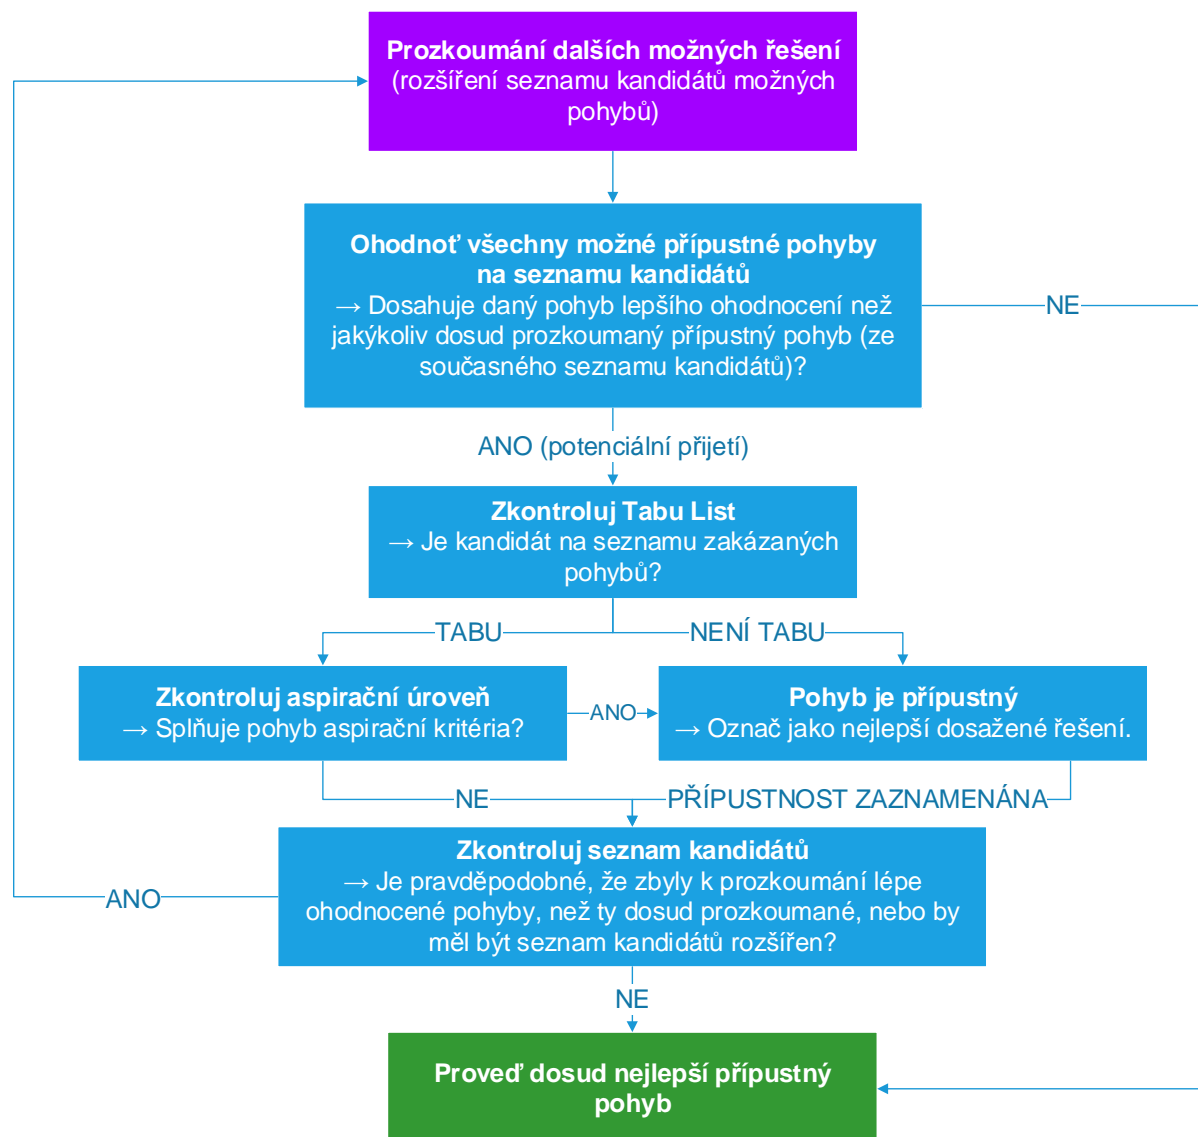 Prozkoumání dalších možných řešení
(rozšíření seznamu kandidátů možných
pohybů)
Ohodnoť všechny možné přípustné pohyby
na seznamu kandidátů
→ Dosahuje daný pohyb lepšího ohodnocení než
jakýkoliv dosud prozkoumaný přípustný pohyb (ze
současného seznamu kandidátů)?
NE
ANO (potenciální přijetí)
Zkontroluj Tabu List
→ Je kandidát na seznamu zakázaných
pohybů?
TABU
NENÍ TABU
Zkontroluj aspirační úroveň
→ Splňuje pohyb aspirační kritéria?
ANO
Pohyb je přípustný
→ Označ jako nejlepší dosažené řešení.
NE
PŘÍPUSTNOST ZAZNAMENÁNA
Zkontroluj seznam kandidátů
→ Je pravděpodobné, že zbyly k prozkoumání lépe
ohodnocené pohyby, než ty dosud prozkoumané, nebo by
měl být seznam kandidátů rozšířen?
ANO
NE
Proveď dosud nejlepší přípustný
pohyb